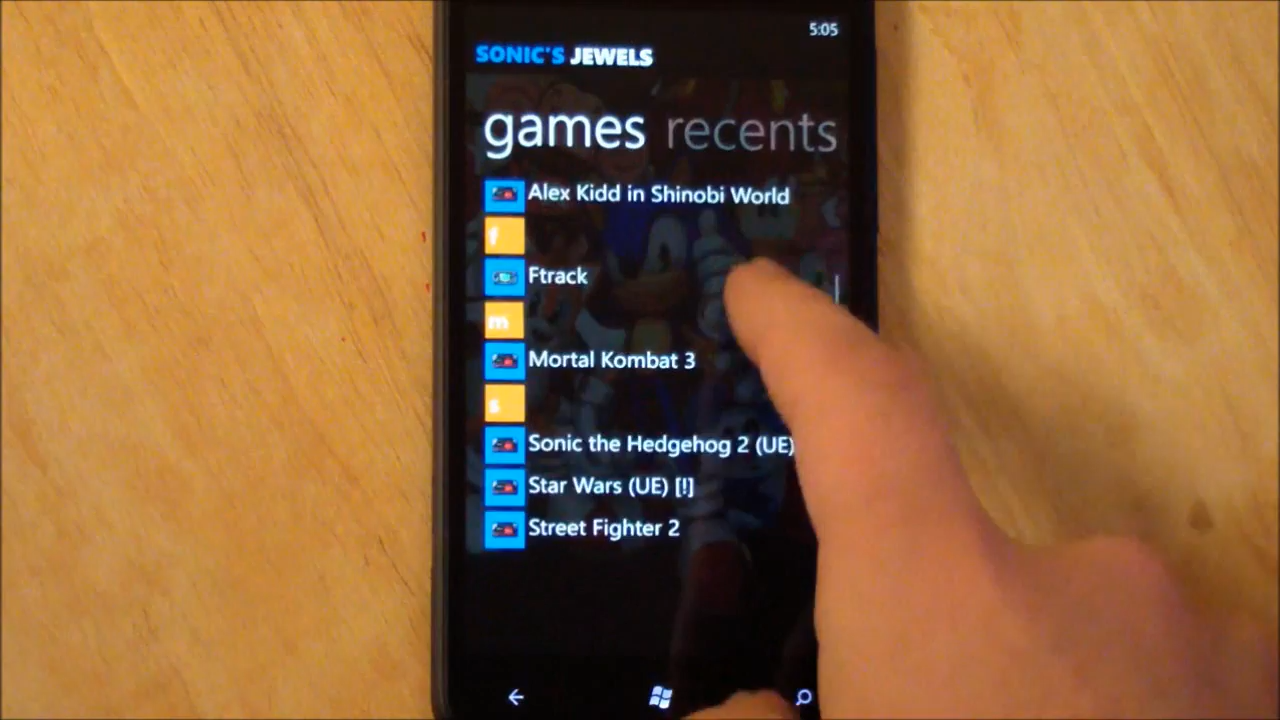 5:05
SONIC'S JEWELS
games recents
Alex Kidd in Shinobi World
f
Ftrack
m
Mortal Kombat 3
s
Sonic the Hedgehog 2 (UE)
Star Wars (UE) [!]
Street Fighter 2